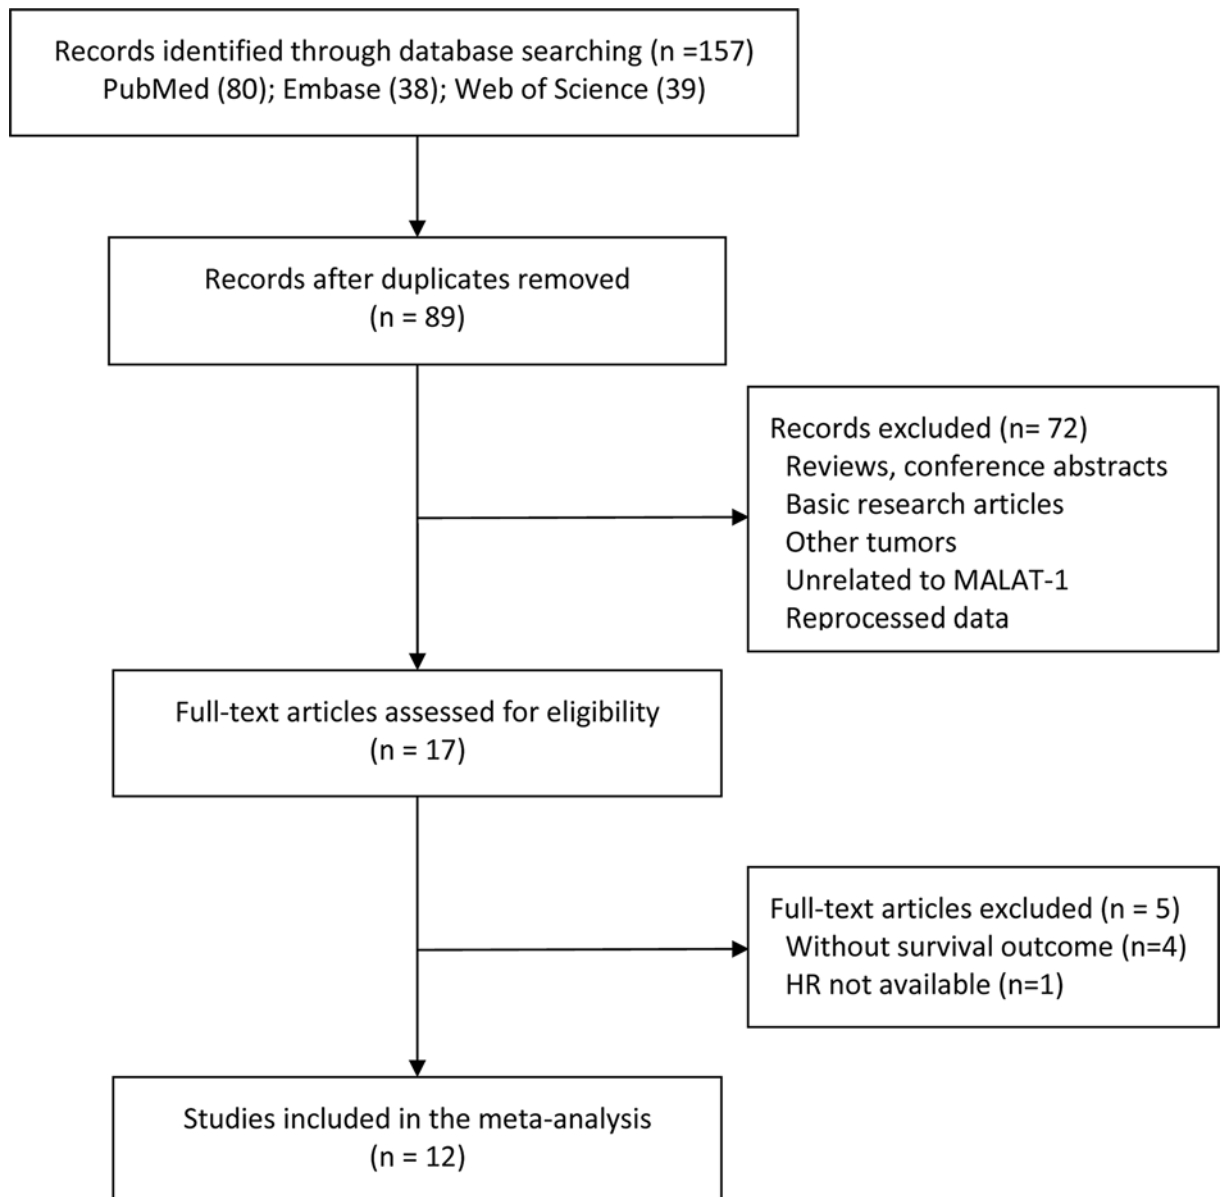 Records identified through database searching (n =157)
PubMed (80); Embase (38); Web of Science (39)
Records after duplicates removed
(n = 89)
Records excluded (n= 72)
Reviews, conference abstracts
Basic research articles
Other tumors
Unrelated to MALAT-1
Reprocessed data
Full-text articles assessed for eligibility
(n = 17)
Full-text articles excluded (n = 5)
Without survival outcome (n=4)
HR not available (n=1)
Studies included in the meta-analysis
(n = 12)